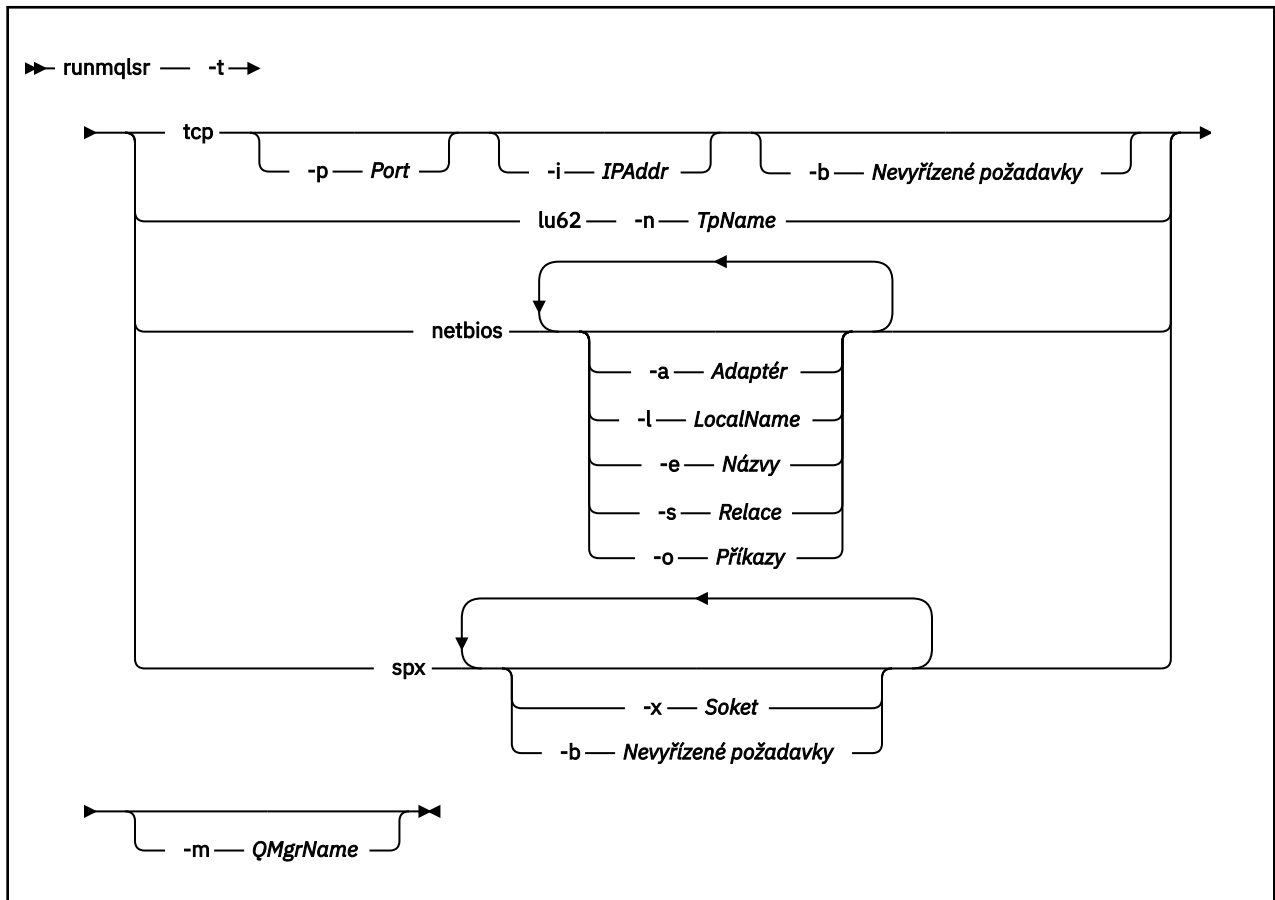 runmqlsr -t
tcp -p Port -i IPAddr -b Nevyřízené požadavky
lu62 -n TpName
netbios
-a Adaptér
-l LocalName
-e Názvy
-s Relace
-o Příkazy
spx
-x Soket
-b Nevyřízené požadavky
-m QMgrName